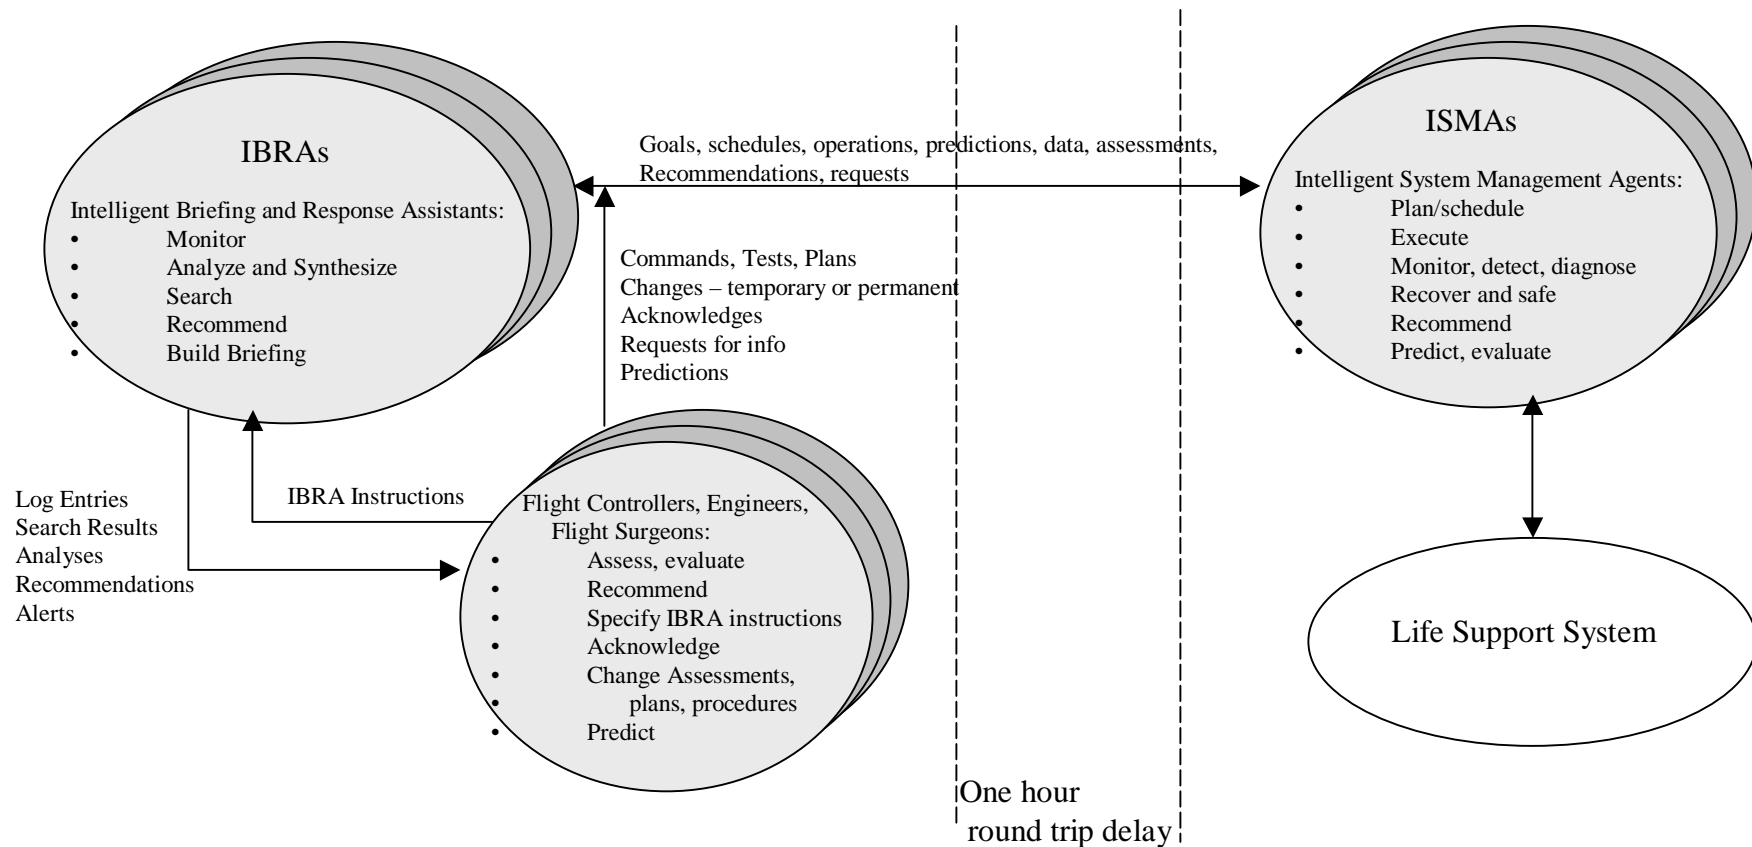 IBRAs
Intelligent Briefing and Response Assistants:
• Monitor
• Analyze and Synthesize
• Search
• Recommend
• Build Briefing
Goals, schedules, operations, predictions, data, assessments,
Recommendations, requests
ISMAs
Intelligent System Management Agents:
• Plan/schedule
• Execute
• Monitor, detect, diagnose
• Recover and safe
• Recommend
• Predict, evaluate
Commands, Tests, Plans
Changes – temporary or permanent
Acknowledges
Requests for info
Predictions
Log Entries
Search Results
Analyses
Recommendations
Alerts
IBRA Instructions
Flight Controllers, Engineers,
Flight Surgeons:
• Assess, evaluate
• Recommend
• Specify IBRA instructions
• Acknowledge
• Change Assessments,
• plans, procedures
• Predict
Life Support System
One hour
round trip delay